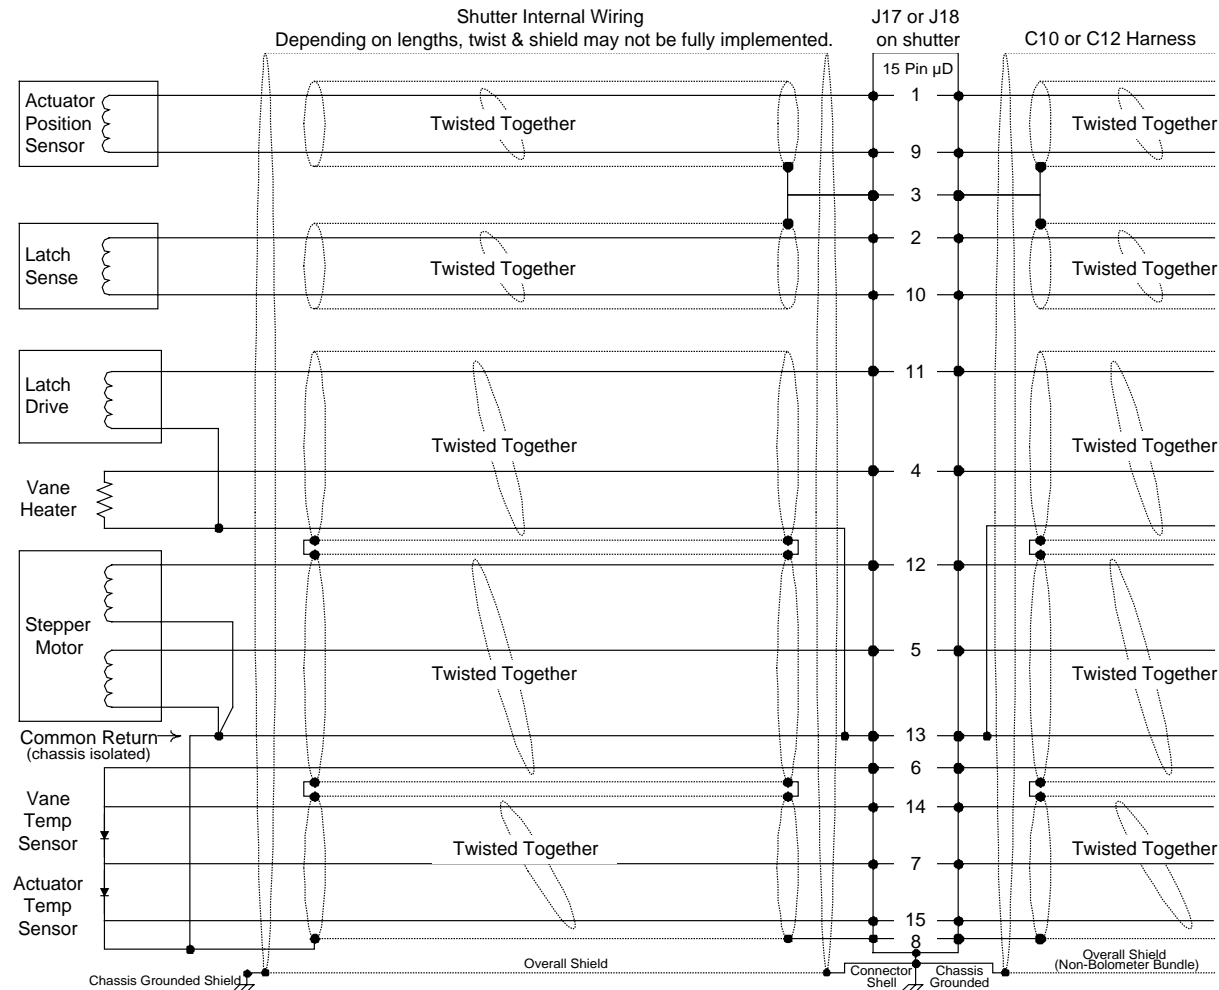 Shutter Internal Wiring
Depending on lengths, twist & shield may not be fully implemented.
J17 or J18
on shutter
C10 or C12 Harness
15 Pin µD
Actuator
Position
Sensor
Twisted Together
1
Twisted Together
9
3
Latch
Sense
Twisted Together
2
Twisted Together
10
Latch
Drive
Twisted Together
11
Twisted Together
4
Vane
Heater
12
Stepper
Motor
Twisted Together
5
Twisted Together
Common Return
(chassis isolated)
13
6
Vane
Temp
Sensor
14
Twisted Together
Twisted Together
7
Actuator
Temp
Sensor
15
8
Chassis Grounded Shield
Overall Shield
Connector
Shell
Chassis
Grounded
Overall Shield
(Non-Bolometer Bundle)